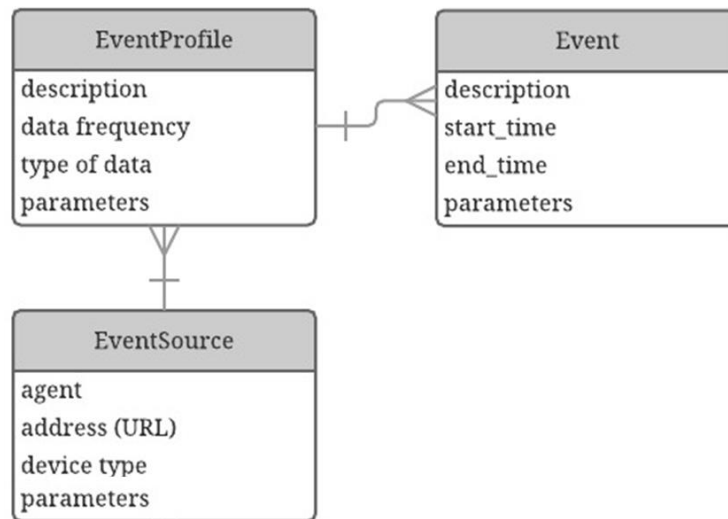 EventProfile
description
data frequency
type of data
parameters
Event
description
start_time
end_time
parameters
EventSource
agent
address (URL)
device type
parameters